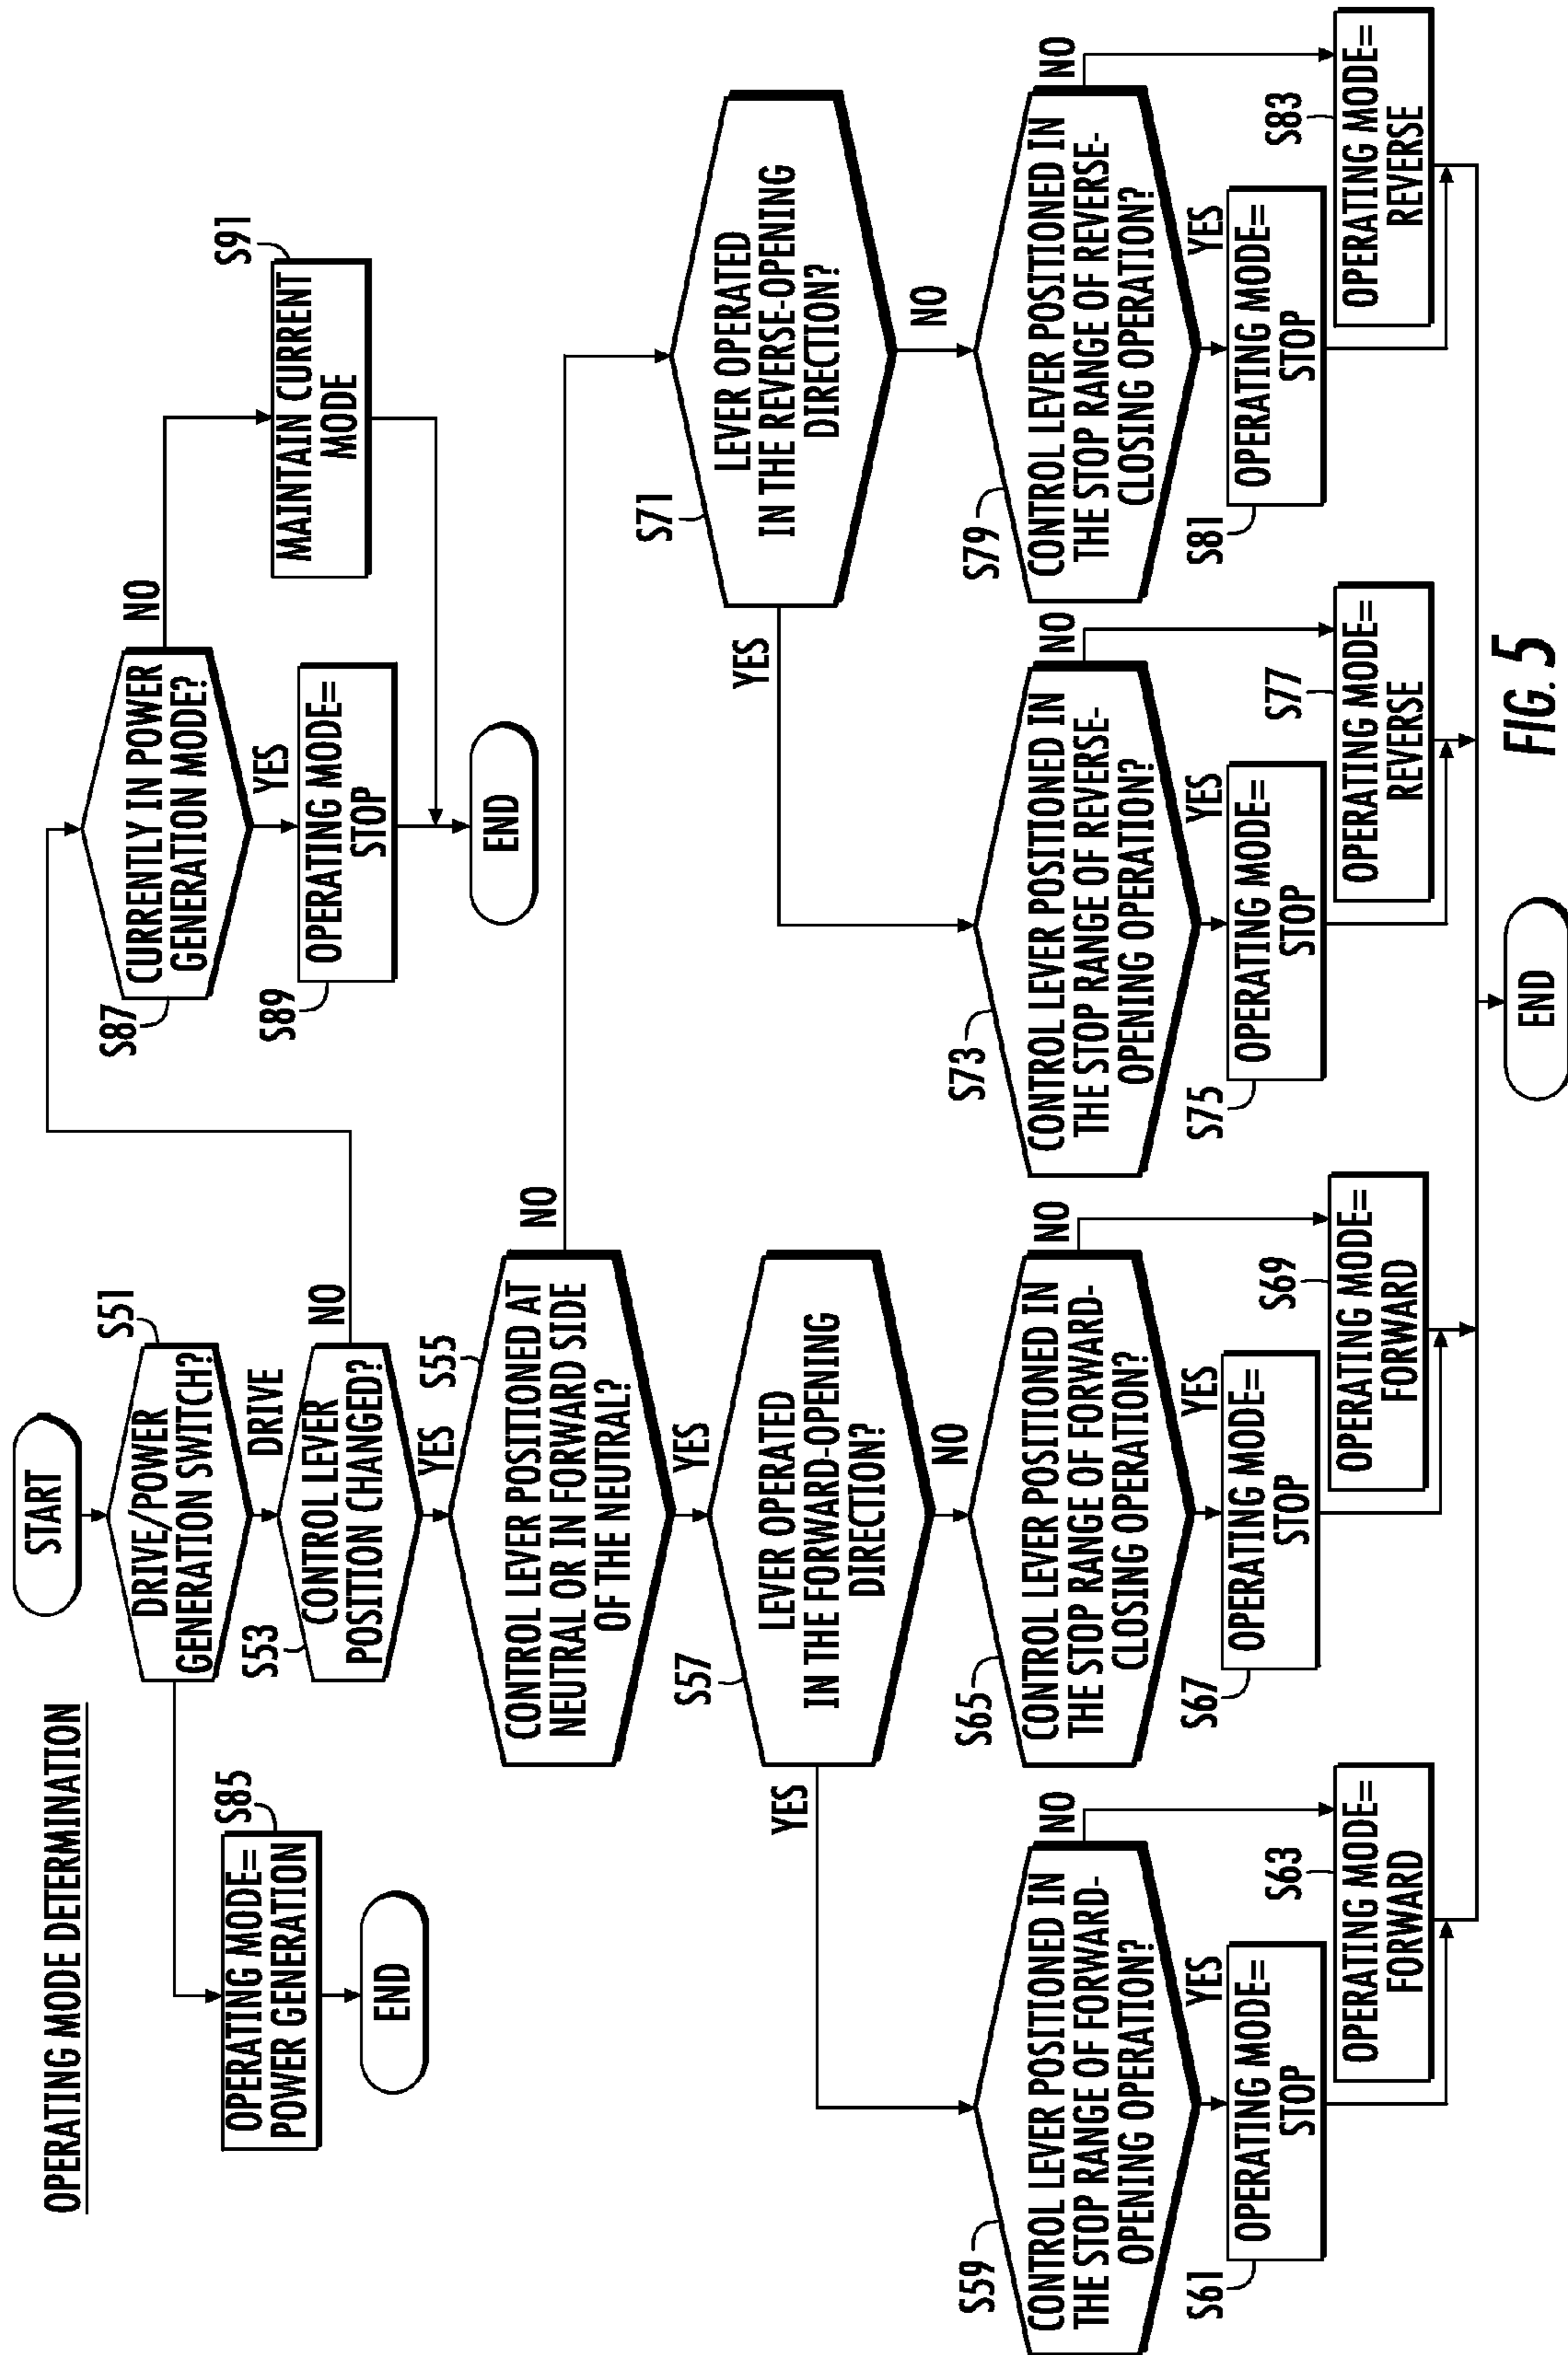 OPERATING MODE DETERMINATION
START
S51
DRIVE/POWER
GENERATION SWITCH?
DRIVE
S85
OPERATING MODE=
POWER GENERATION
END
S53
CONTROL LEVER
POSITION CHANGED?
NO
YES
S87
CURRENTLY IN POWER
GENERATION MODE?
NO
YES
S89
OPERATING MODE=
STOP
S91
MAINTAIN CURRENT
MODE
END
S55
CONTROL LEVER POSITIONED AT
NEUTRAL OR IN FORWARD SIDE
OF THE NEUTRAL?
NO
YES
S57
LEVER OPERATED
IN THE FORWARD-OPENING
DIRECTION?
YES
NO
S71
LEVER OPERATED
IN THE REVERSE-OPENING
DIRECTION?
YES
NO
S59
CONTROL LEVER POSITIONED IN
THE STOP RANGE OF FORWARD-
OPENING OPERATION?
NO
YES
S61
OPERATING MODE=
STOP
S63
OPERATING MODE=
FORWARD
S65
CONTROL LEVER POSITIONED IN
THE STOP RANGE OF FORWARD-
CLOSING OPERATION?
NO
YES
S67
OPERATING MODE=
STOP
S69
OPERATING MODE=
FORWARD
S73
CONTROL LEVER POSITIONED IN
THE STOP RANGE OF REVERSE-
OPENING OPERATION?
NO
YES
S75
OPERATING MODE=
STOP
S77
OPERATING MODE=
REVERSE
S79
CONTROL LEVER POSITIONED IN
THE STOP RANGE OF REVERSE-
CLOSING OPERATION?
NO
YES
S81
OPERATING MODE=
STOP
S83
OPERATING MODE=
REVERSE
END
FIG. 5